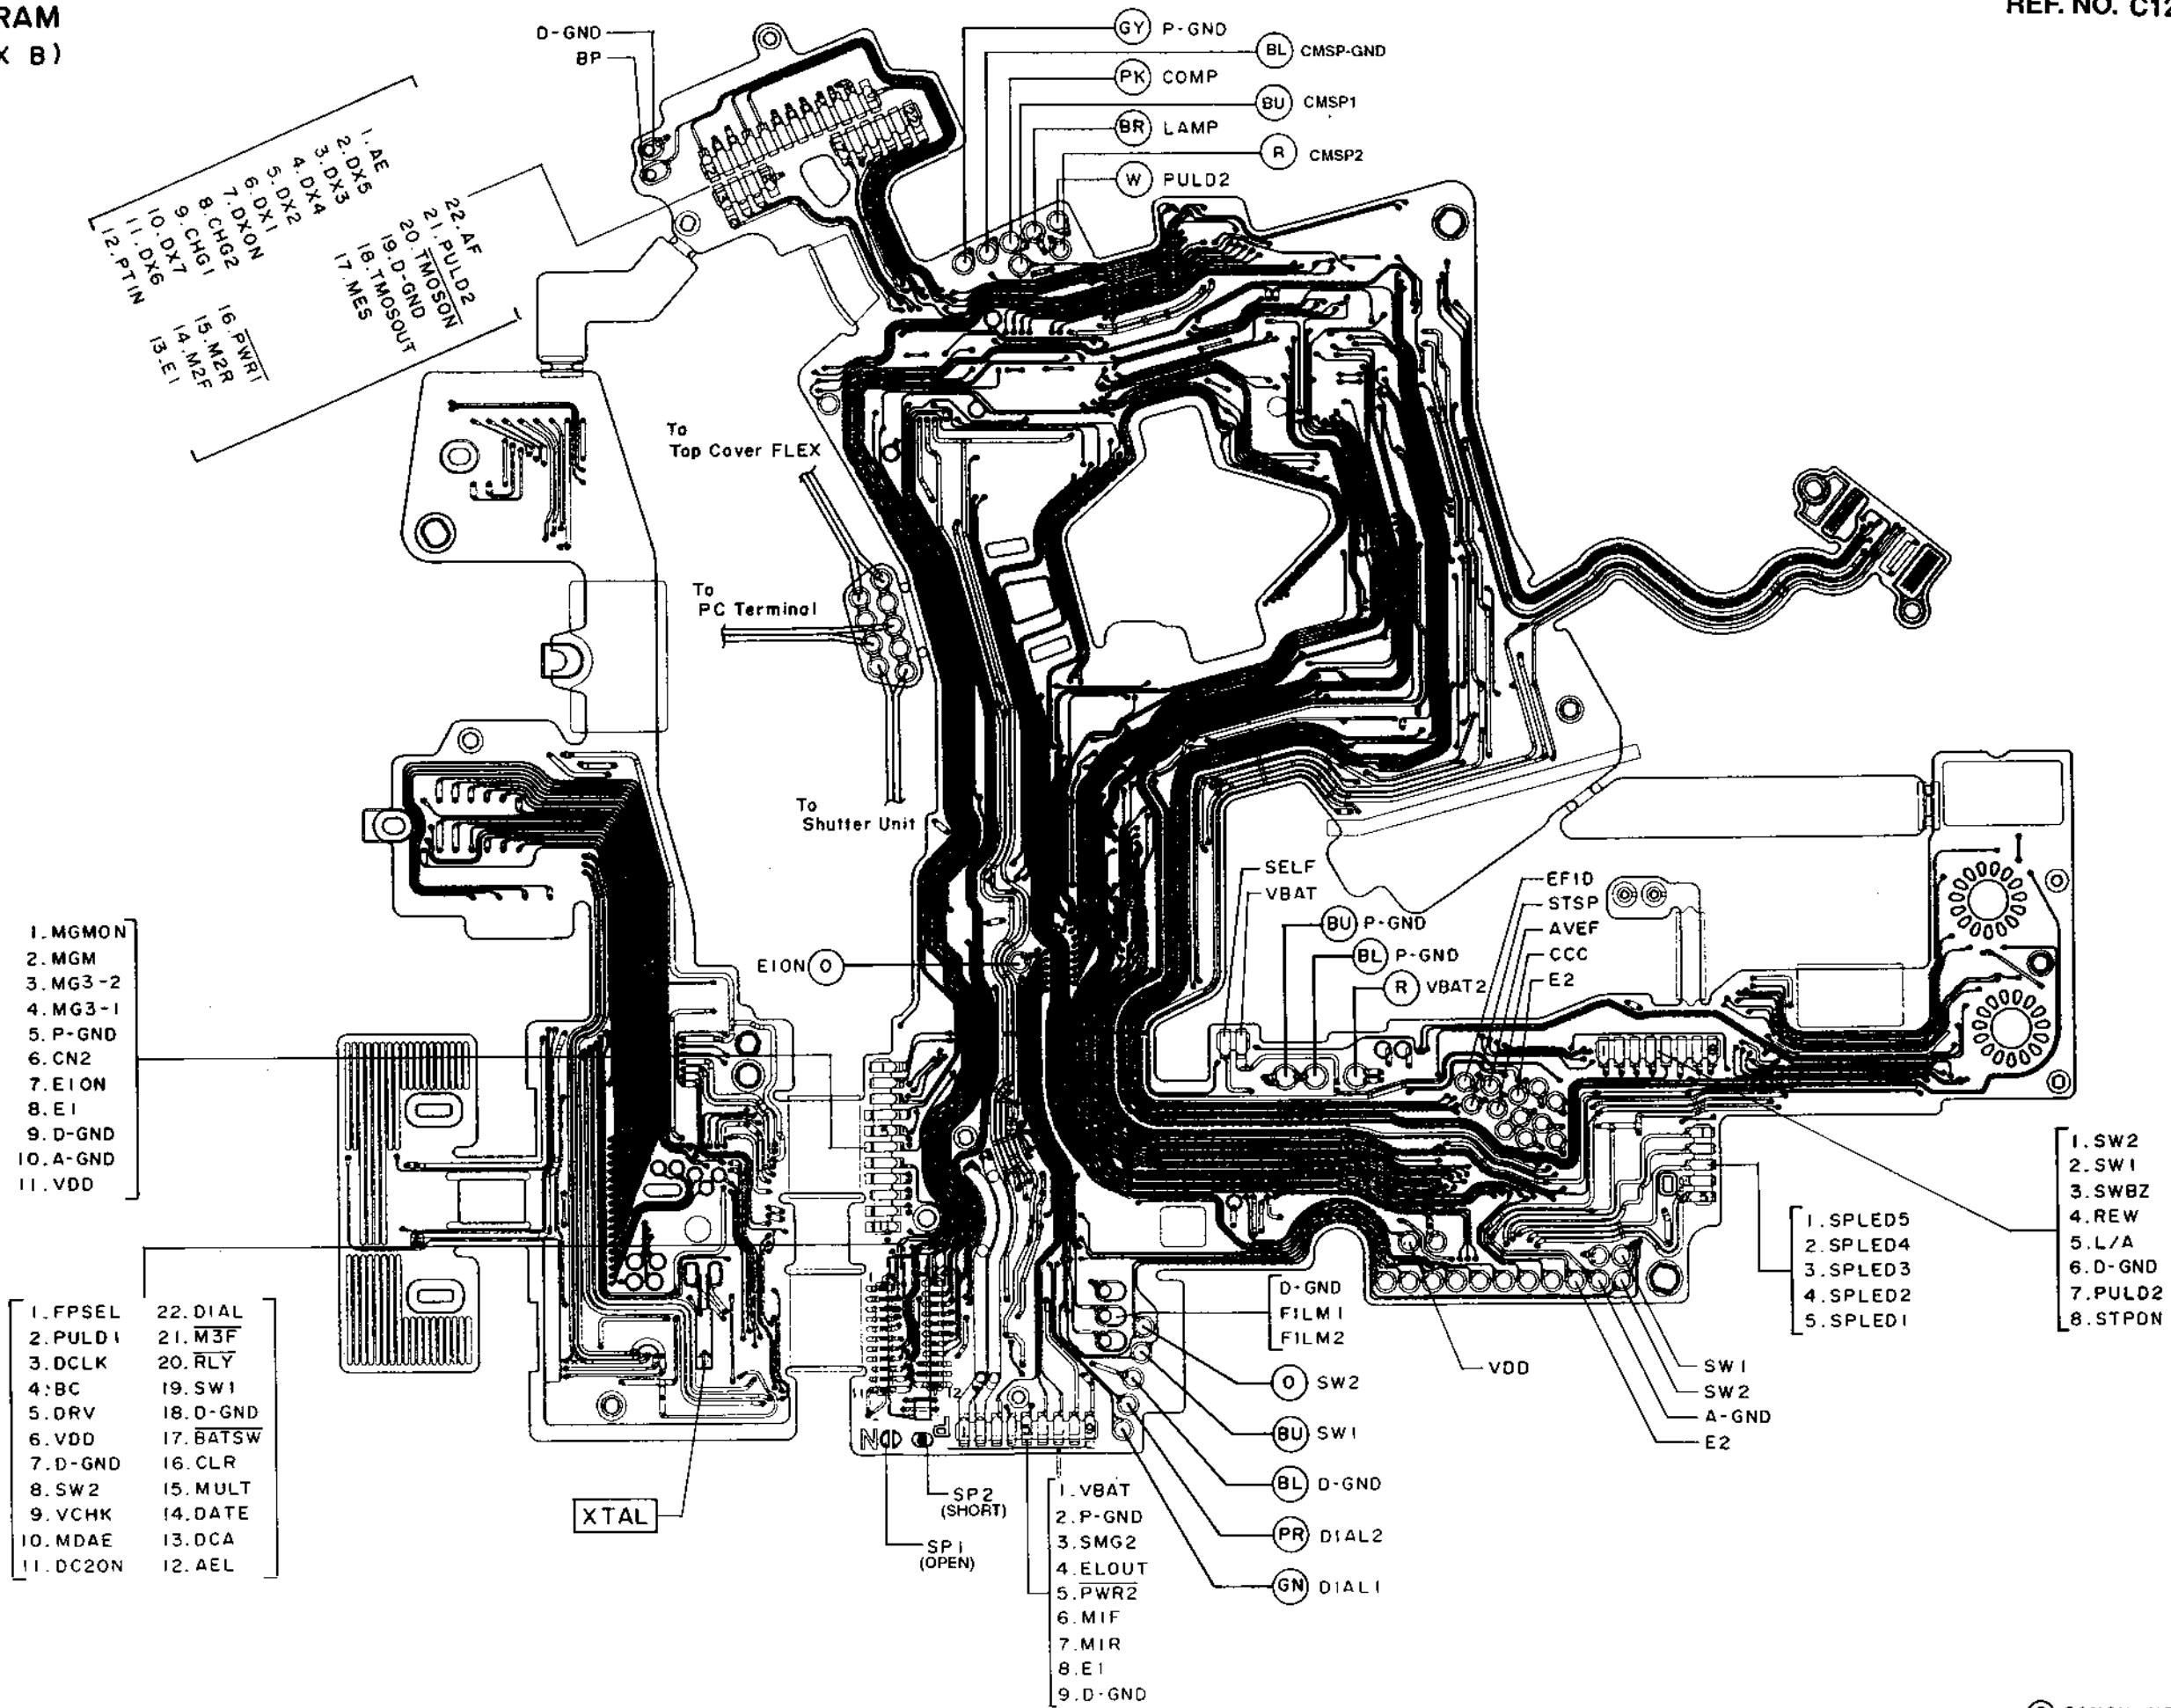 RAM
X B)
REF. NO. C12
D-GND
BP
GY P-GND
BL CMSP-GND
PK COMP
BU CMSP1
BR LAMP
R CMSP2
W PULD2
1. AE
2. DX5
3. DX3
4. DX4
5. DX2
6. DX1
7. DXON
8. CHG2
9. CHG1
10. DX7
11. DX6
12. PTIN
22. AF
21. PULD2
20. TMOSON
19. D-GND
18. TMOSOUT
17. MES
16. PWR1
15. M2R
14. M2F
13. E1
To
Top Cover FLEX
To
PC Terminal
To
Shutter Unit
SELF
VBAT
BU P-GND
BL P-GND
R VBAT2
EFID
STSP
AVEF
CCC
E2
E1ON O
1. MGMON
2. MGM
3. MG3-2
4. MG3-1
5. P-GND
6. CN2
7. E1ON
8. E1
9. D-GND
10. A-GND
11. VDD
1. FPSEL 22. DIAL
2. PULD1 21. M3F
3. DCLK 20. RLY
4. BC 19. SW1
5. DRV 18. D-GND
6. VDD 17. BATSW
7. D-GND 16. CLR
8. SW2 15. MULT
9. VCHK 14. DATE
10. MDAE 13. DCA
11. DC2ON 12. AEL
XTAL
N
P
11
12
SP2
(SHORT)
SP1
(OPEN)
1. VBAT
2. P-GND
3. SMG2
4. ELOUT
5. PWR2
6. M1F
7. M1R
8. E1
9. D-GND
D-GND
FILM1
FILM2
O SW2
BU SW1
BL D-GND
PR DIAL2
GN DIAL1
VDD
SW1
SW2
A-GND
E2
1. SPLED5
2. SPLED4
3. SPLED3
4. SPLED2
5. SPLED1
1. SW2
2. SW1
3. SWBZ
4. REW
5. L/A
6. D-GND
7. PULD2
8. STPON